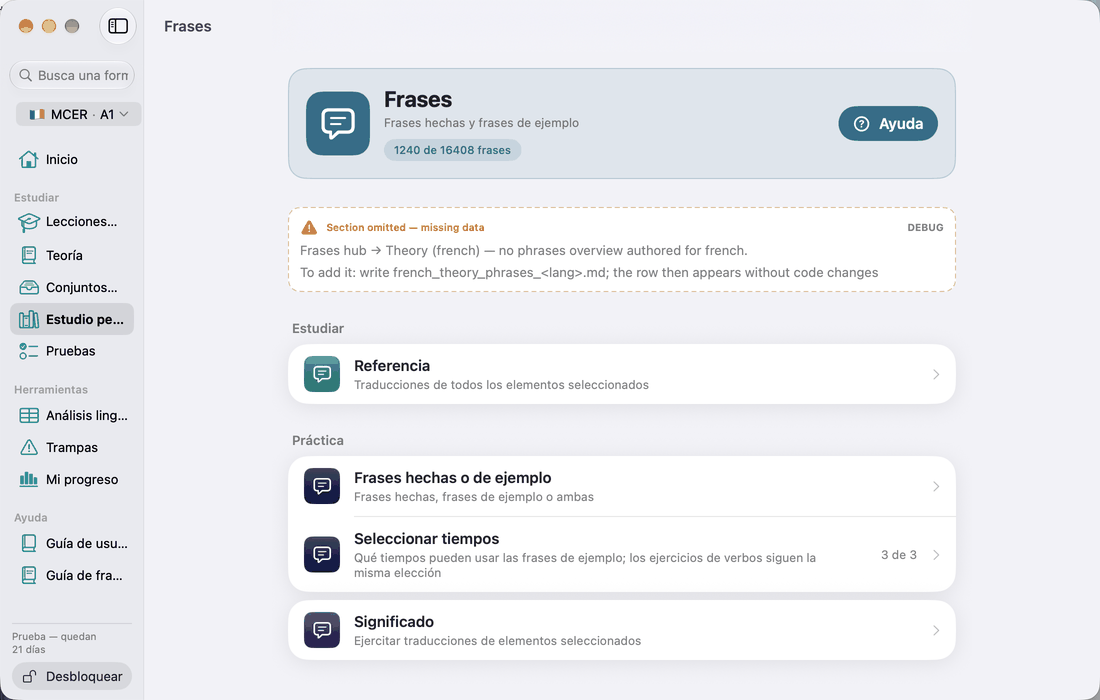 Frases
Busca una forn
MCER · A1
Inicio
Estudiar
Lecciones...
Teoría
Conjuntos...
Estudio pe...
Pruebas
Herramientas
Análisis ling...
Trampas
Mi progreso
Ayuda
Guía de usu...
Guía de fra...
Prueba — quedan
21 días
Desbloquear
Frases
Frases hechas y frases de ejemplo
1240 de 16408 frases
Ayuda
Section omitted — missing data
DEBUG
Frases hub → Theory (french) — no phrases overview authored for french.
To add it: write french_theory_phrases_<lang>.md; the row then appears without code changes
Estudiar
Referencia
Traducciones de todos los elementos seleccionados
Práctica
Frases hechas o de ejemplo
Frases hechas, frases de ejemplo o ambas
Seleccionar tiempos
Qué tiempos pueden usar las frases de ejemplo; los ejercicios de verbos siguen la
misma elección
3 de 3
Significado
Ejercitar traducciones de elementos seleccionados